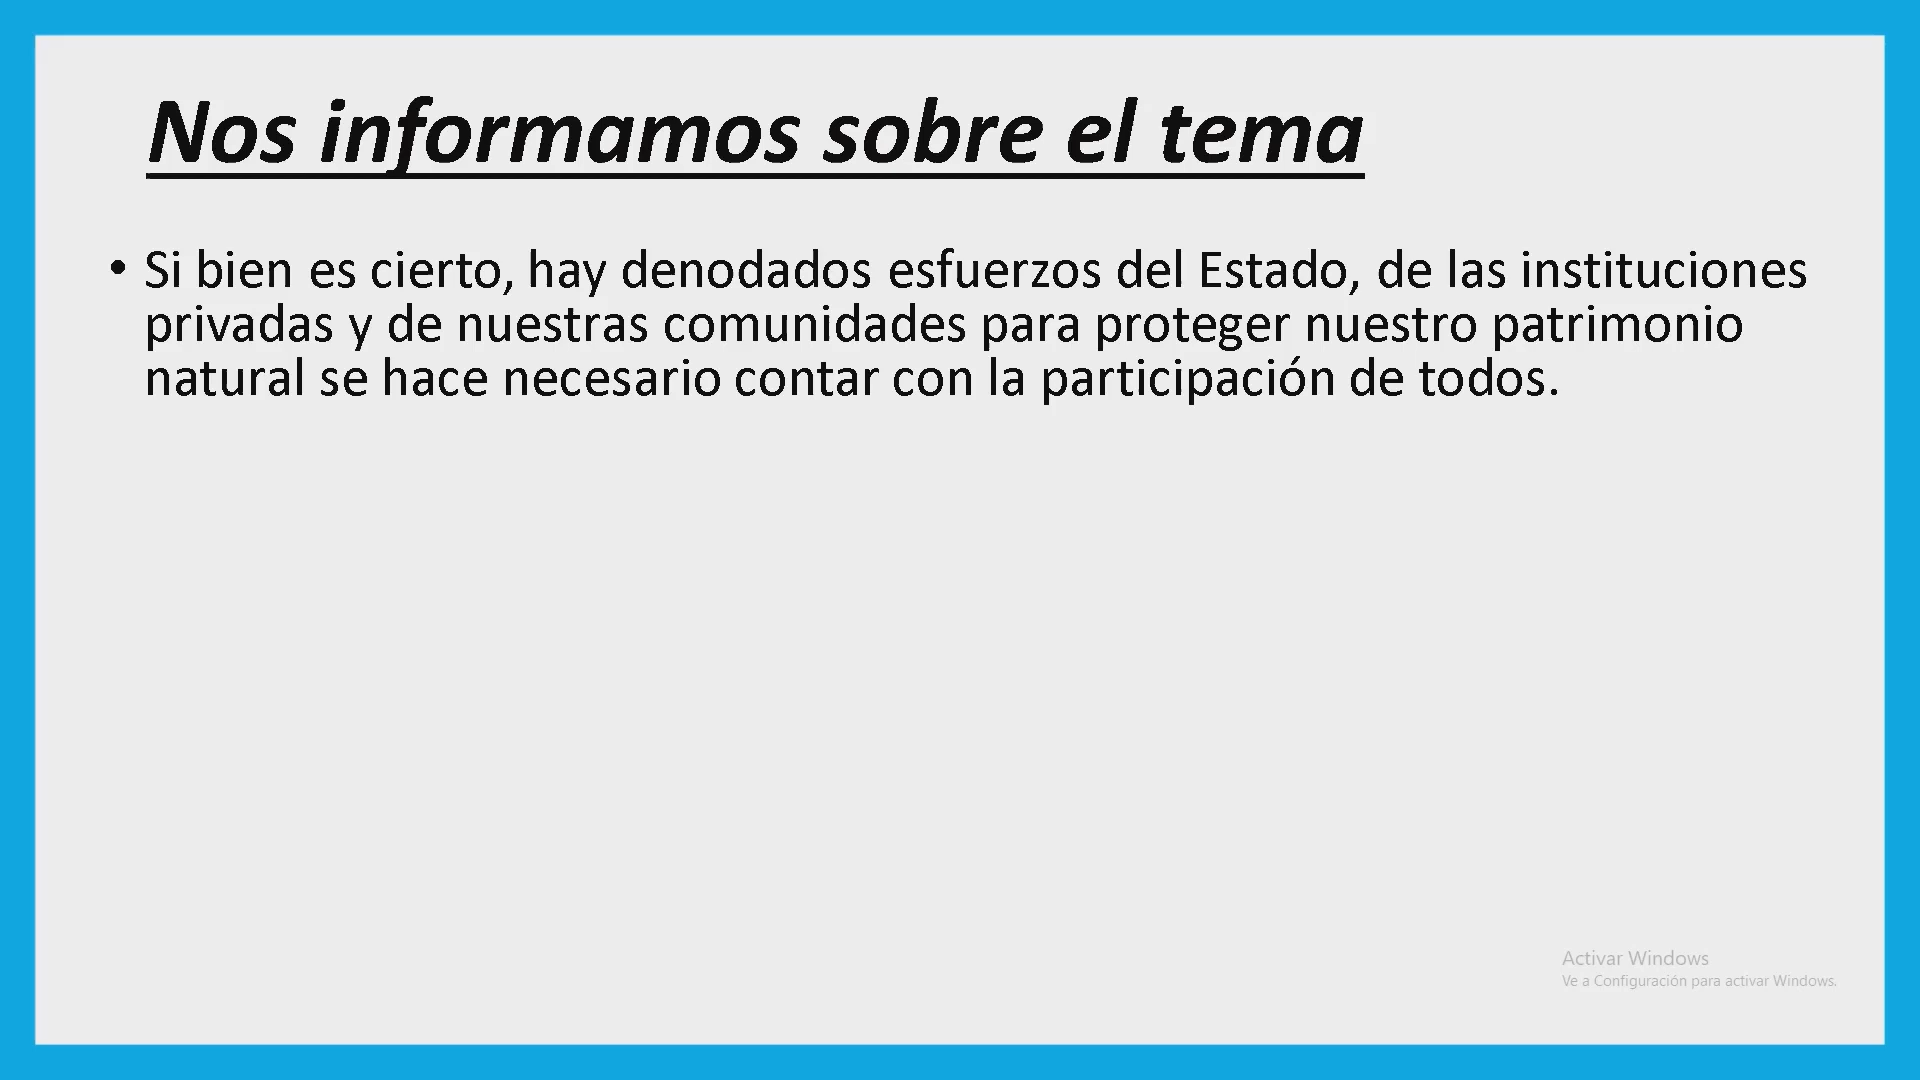 Nos informamos sobre el tema
• Si bien es cierto, hay denodados esfuerzos del Estado, de las instituciones
privadas y de nuestras comunidades para proteger nuestro patrimonio
natural se hace necesario contar con la participación de todos.
Activar Windows
Ve a Configuración para activar Windows.